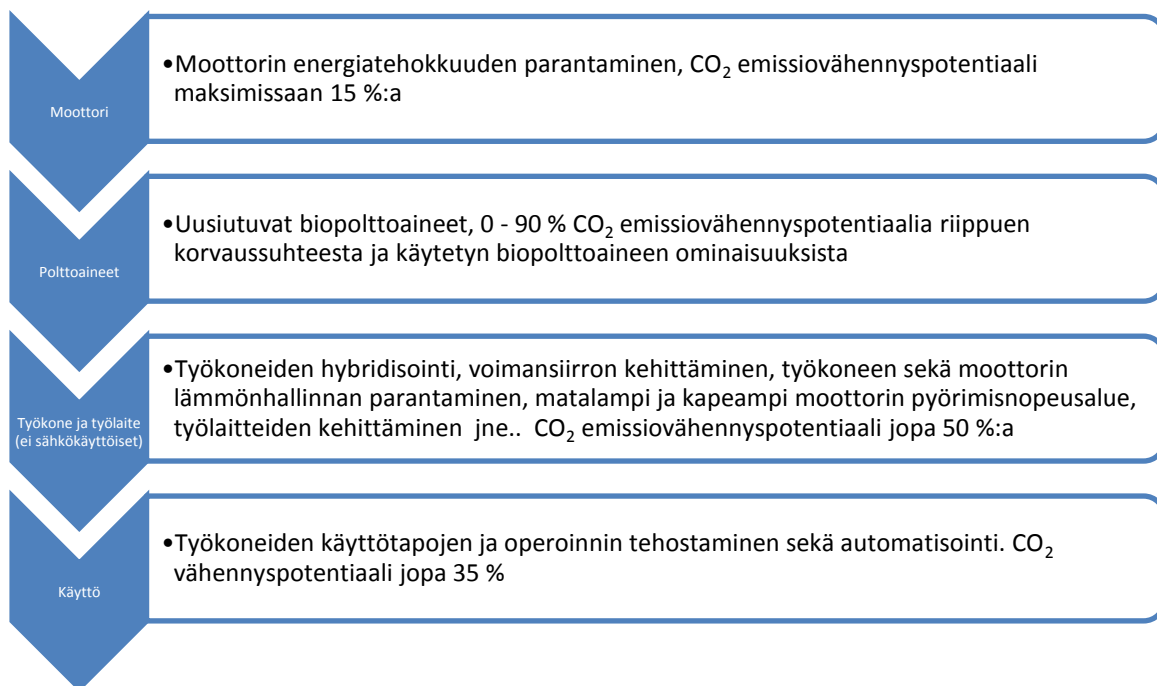 Moottori
•Moottorin energiatehokkuuden parantaminen, CO₂ emissiovähennyspotentiaali
maksimissaan 15 %:a
Polttoaineet
•Uusiutuvat biopolttoaineet, 0 - 90 % CO₂ emissiovähennyspotentiaalia riippuen
korvaussuhteesta ja käytetyn biopolttoaineen ominaisuuksista
Työkone ja työlaite
(ei sähkökäyttöiset)
•Työkoneiden hybridisointi, voimansiirron kehittäminen, työkoneen sekä moottorin
lämmönhallinnan parantaminen, matalampi ja kapeampi moottorin pyörimisnopeusalue,
työlaitteiden kehittäminen jne.. CO₂ emissiovähennyspotentiaali jopa 50 %:a
Käyttö
•Työkoneiden käyttötapojen ja operoinnin tehostaminen sekä automatisointi. CO₂
vähennyspotentiaali jopa 35 %